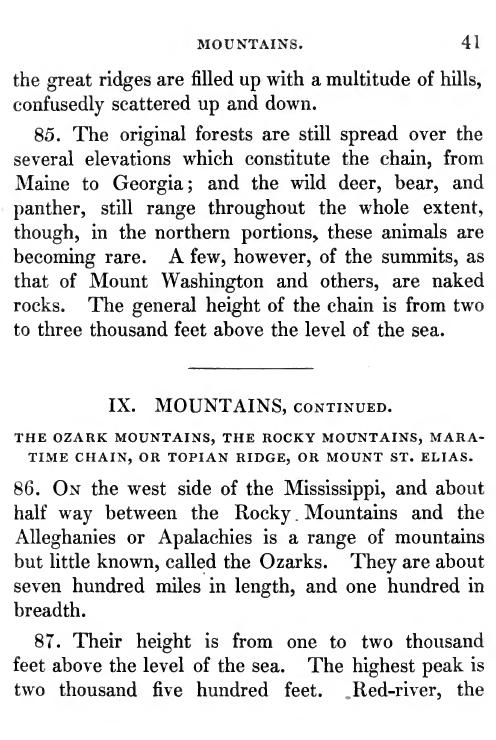 MOUNTAINS. 41
the great ridges are filled up with a multitude of hills,
confusedly scattered up and down.
85. The original forests are still spread over the
several elevations which constitute the chain, from
Maine to Georgia; and the wild deer, bear, and
panther, still range throughout the whole extent,
though, in the northern portions, these animals are
becoming rare. A few, however, of the summits, as
that of Mount Washington and others, are naked
rocks. The general height of the chain is from two
to three thousand feet above the level of the sea.
IX. MOUNTAINS, CONTINUED.
THE OZARK MOUNTAINS, THE ROCKY MOUNTAINS, MARA-
TIME CHAIN, OR TOPIAN RIDGE, OR MOUNT ST. ELIAS.
86. ON the west side of the Mississippi, and about
half way between the Rocky Mountains and the
Alleghanies or Apalachies is a range of mountains
but little known, called the Ozarks. They are about
seven hundred miles in length, and one hundred in
breadth.
87. Their height is from one to two thousand
feet above the level of the sea. The highest peak is
two thousand five hundred feet. Red-river, the